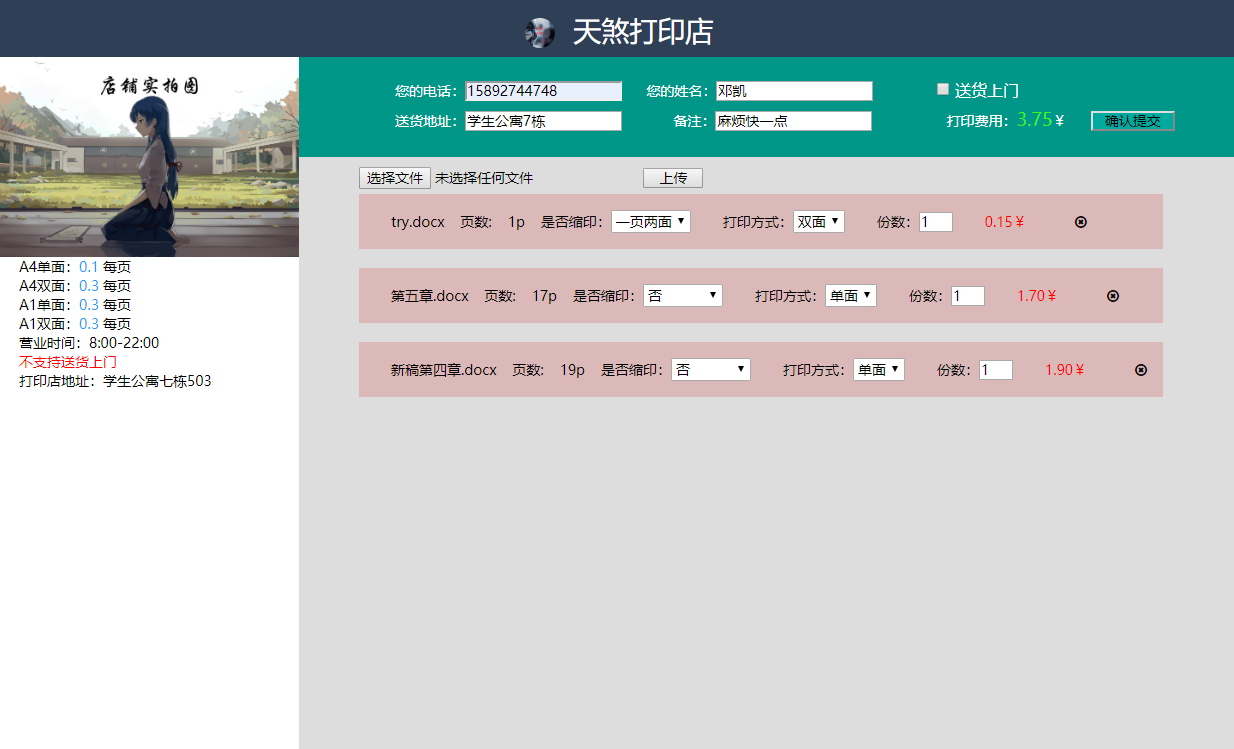 天煞打印店
店铺实拍图
A4单面：0.1 每页
A4双面：0.3 每页
A1单面：0.3 每页
A1双面：0.3 每页
营业时间：8:00-22:00
不支持送货上门
打印店地址：学生公寓七栋503
您的电话：15892744748 您的姓名：邓凯 送货上门
送货地址：学生公寓7栋 备注：麻烦快一点 打印费用：3.75￥ 确认提交
选择文件 未选择任何文件 上传
try.docx 页数： 1p 是否缩印：一页两面 打印方式：双面 份数：1 0.15￥
第五章.docx 页数： 17p 是否缩印：否 打印方式：单面 份数：1 1.70￥
新稿第四章.docx 页数： 19p 是否缩印：否 打印方式：单面 份数：1 1.90￥